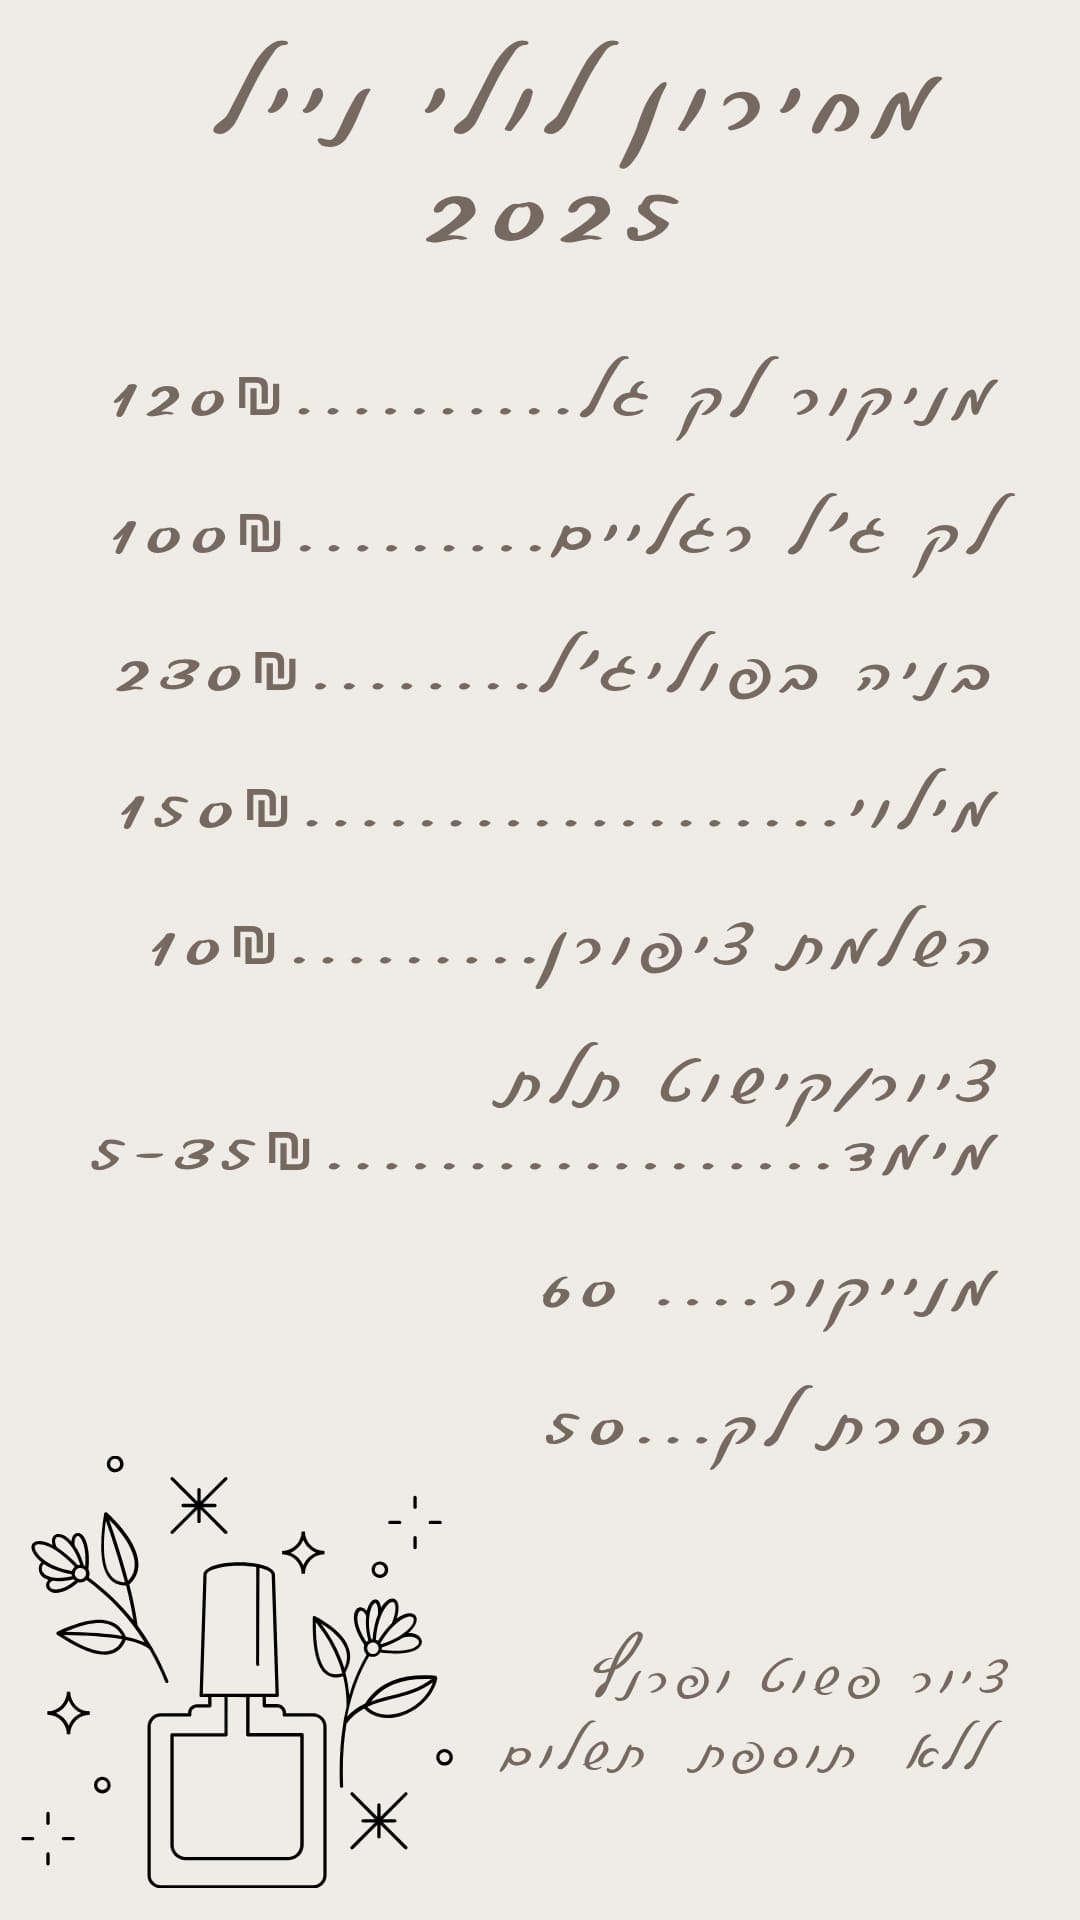 מחירון לולי נייל
2025
מניקור לק גל..........120₪
לק ג'ל רגליים.........100₪
בניה בפוליג'ל........230₪
מילוי...................150₪
השלמת ציפורן.........10₪
ציור/קישוט תלת
מימד..................5-35₪
מנייקור.... 60
הסרת לק...50
ציור פשוט ופרנץ
ללא תוספת תשלום